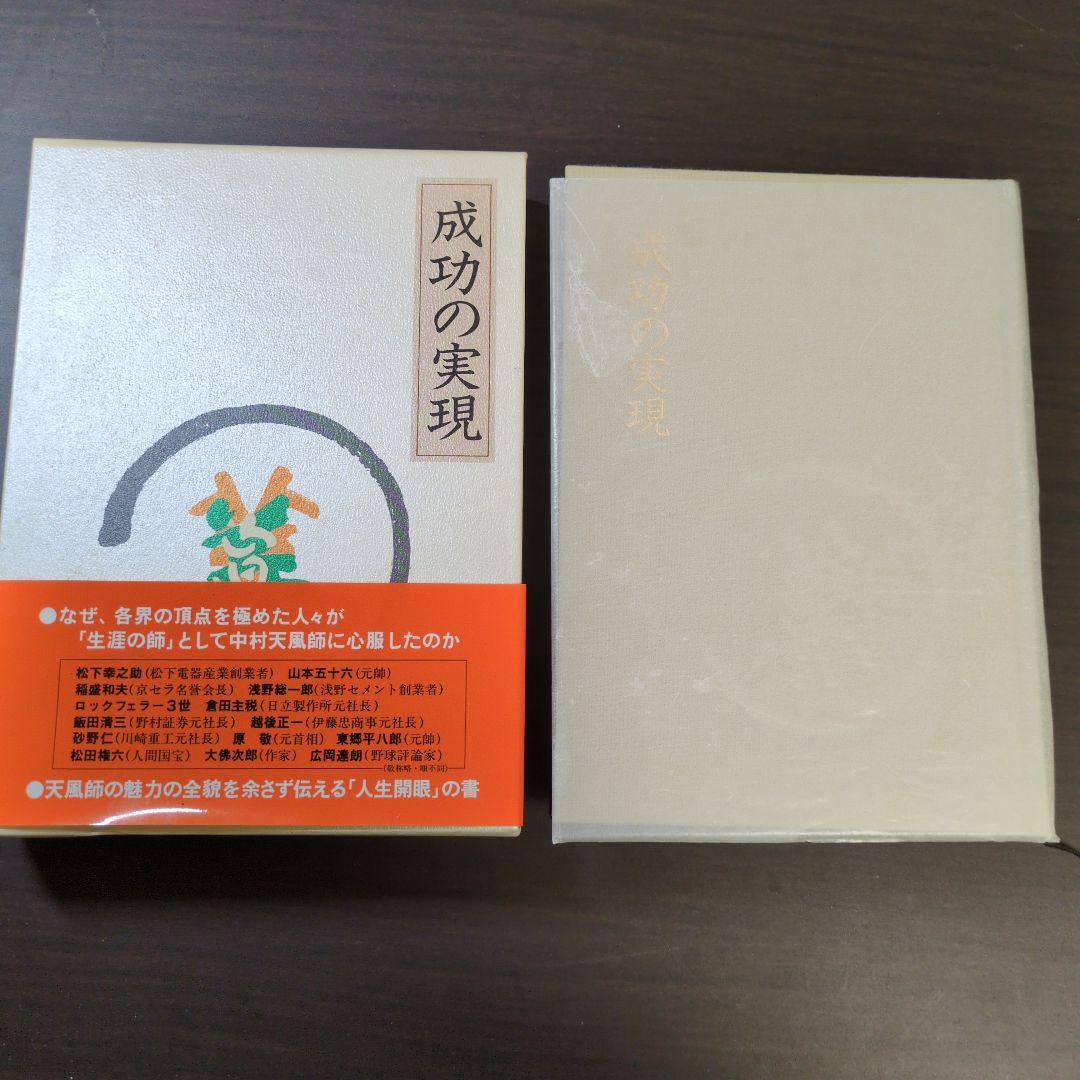 成功の実現
●なぜ、各界の頂点を極めた人々が
「生涯の師」として中村天風師に心服したのか
松下幸之助(松下電器産業創業者) 山本五十六(元帥)
稲盛和夫(京セラ名誉会長) 浅野総一郎(浅野セメント創業者)
ロックフェラー3世 倉田主税(日立製作所元社長)
飯田清三(野村証券元社長) 越後正一(伊藤忠商事元社長)
砂野仁(川崎重工元社長) 原 敬(元首相) 東郷平八郎(元帥)
松田権六(人間国宝) 大佛次郎(作家) 広岡達朗(野球評論家)
(敬称略・順不同)
●天風師の魅力の全貌を余さず伝える「人生開眼」の書
成功の実現